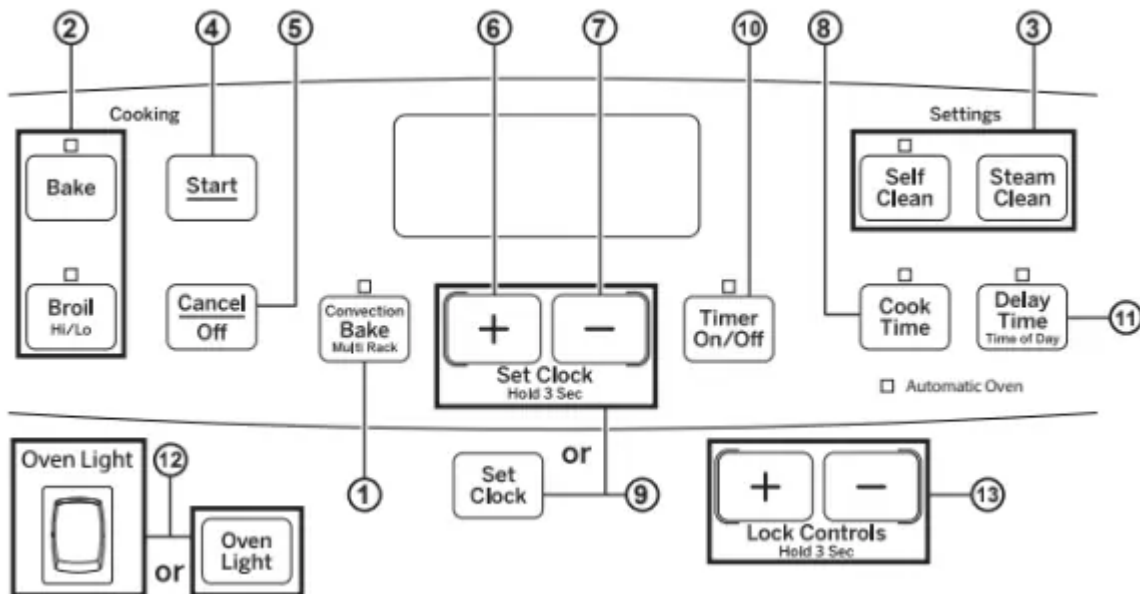 2
4
5
6
7
10
8
3
Cooking
Settings
Bake
Start
Self
Clean
Steam
Clean
Broil
Hi/Lo
Cancel
Off
Convection
Bake
Multi Rack
+
−
Set Clock
Hold 3 Sec
Timer
On/Off
Cook
Time
Delay
Time
Time of Day
11
Automatic Oven
Oven Light
12
or
Oven
Light
1
Set
Clock
or
9
+
−
Lock Controls
Hold 3 Sec
13